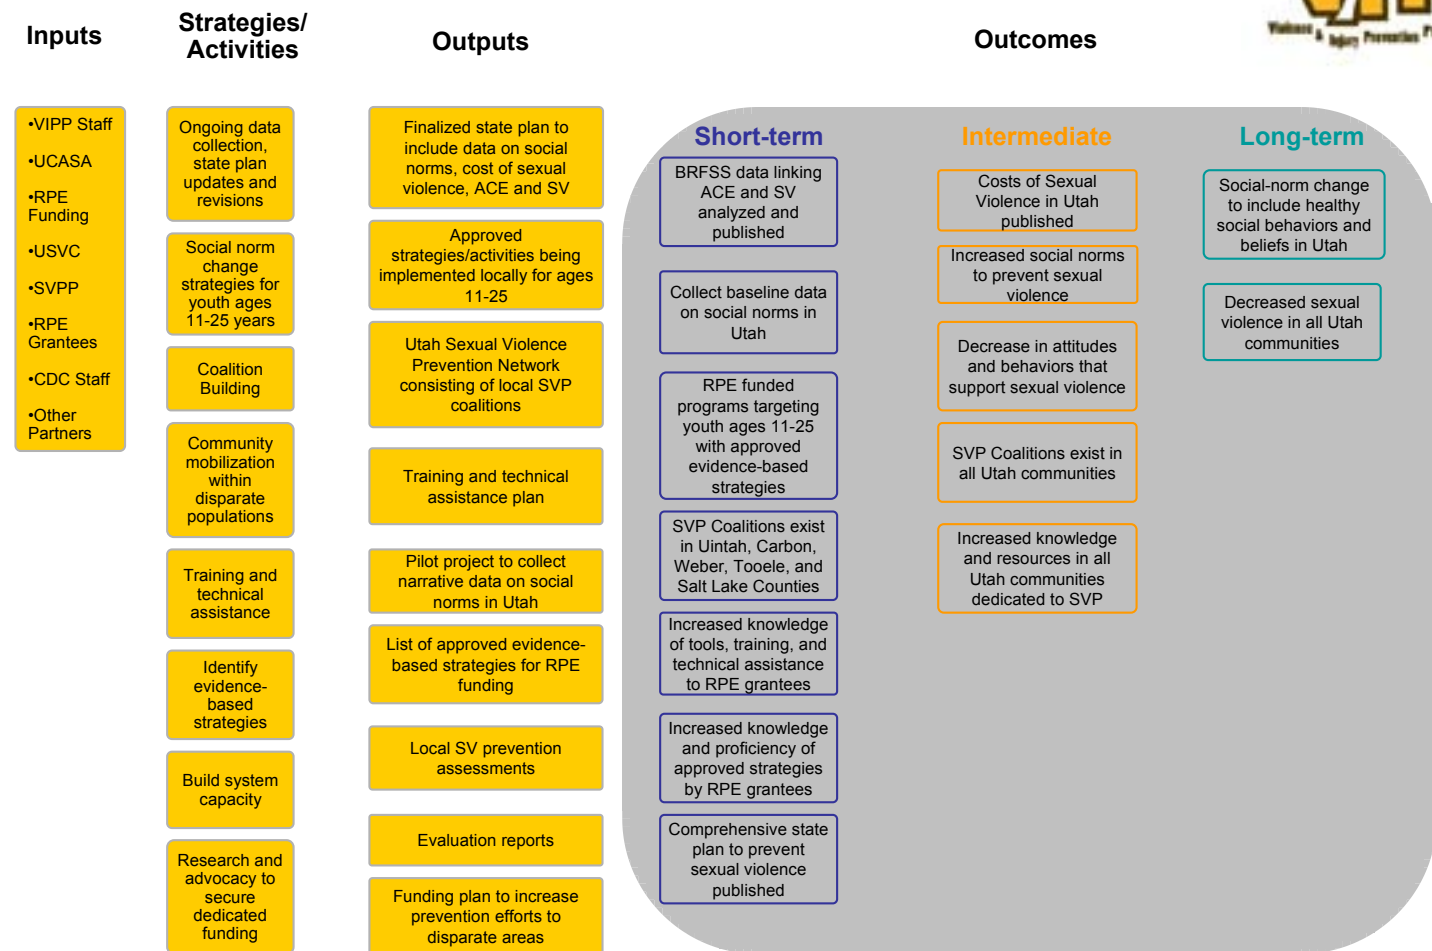 Inputs
Strategies/
Activities
Outputs
Outcomes
Violence & Injury Prevention
•VIPP Staff
•UCASA
•RPE
Funding
•USVC
•SVPP
•RPE
Grantees
•CDC Staff
•Other
Partners
Ongoing data
collection,
state plan
updates and
revisions
Social norm
change
strategies for
youth ages
11-25 years
Coalition
Building
Community
mobilization
within
disparate
populations
Training and
technical
assistance
Identify
evidence-
based
strategies
Build system
capacity
Research and
advocacy to
secure
dedicated
funding
Finalized state plan to
include data on social
norms, cost of sexual
violence, ACE and SV
Approved
strategies/activities being
implemented locally for ages
11-25
Utah Sexual Violence
Prevention Network
consisting of local SVP
coalitions
Training and technical
assistance plan
Pilot project to collect
narrative data on social
norms in Utah
List of approved evidence-
based strategies for RPE
funding
Local SV prevention
assessments
Evaluation reports
Funding plan to increase
prevention efforts to
disparate areas
Short-term
BRFSS data linking
ACE and SV
analyzed and
published
Collect baseline data
on social norms in
Utah
RPE funded
programs targeting
youth ages 11-25
with approved
evidence-based
strategies
SVP Coalitions exist
in Uintah, Carbon,
Weber, Tooele, and
Salt Lake Counties
Increased knowledge
of tools, training, and
technical assistance
to RPE grantees
Increased knowledge
and proficiency of
approved strategies
by RPE grantees
Comprehensive state
plan to prevent
sexual violence
published
Intermediate
Costs of Sexual
Violence in Utah
published
Increased social norms
to prevent sexual
violence
Decrease in attitudes
and behaviors that
support sexual violence
SVP Coalitions exist in
all Utah communities
Increased knowledge
and resources in all
Utah communities
dedicated to SVP
Long-term
Social-norm change
to include healthy
social behaviors and
beliefs in Utah
Decreased sexual
violence in all Utah
communities